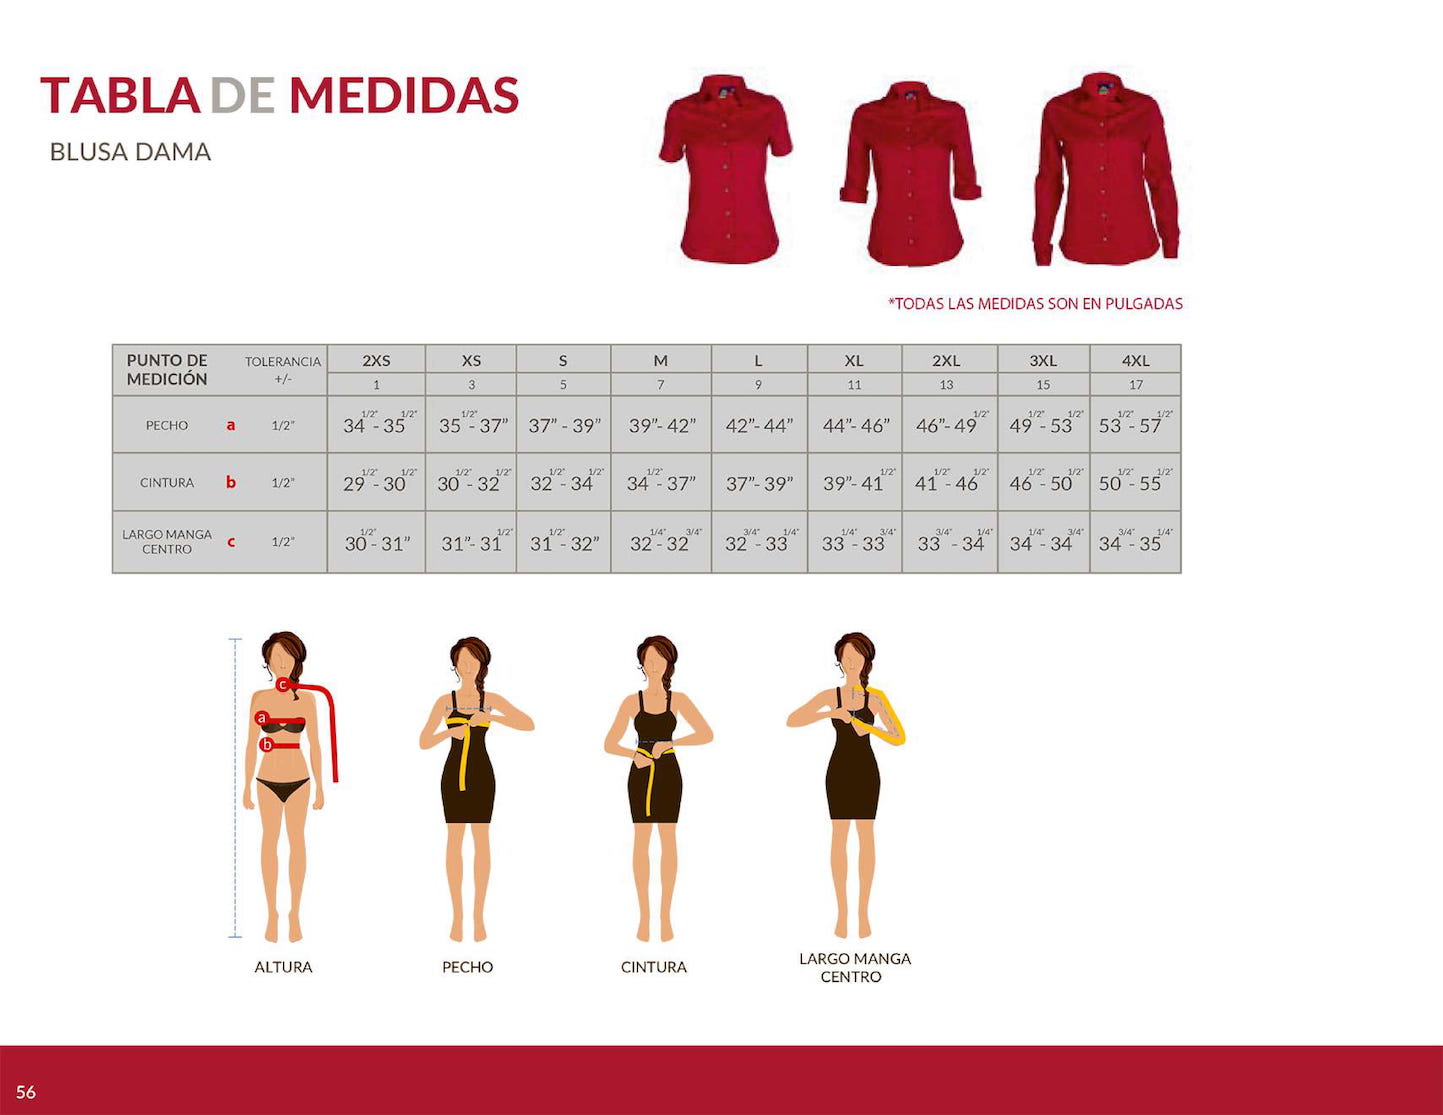 TABLA DE MEDIDAS
BLUSA DAMA
*TODAS LAS MEDIDAS SON EN PULGADAS
PUNTO DE MEDICIÓN TOLERANCIA +/- 2XS XS S M L XL 2XL 3XL 4XL
1 3 5 7 9 11 13 15 17
PECHO a 1/2" 34 1/2" - 35 1/2" 35 1/2" - 37" 37" - 39" 39"- 42" 42"- 44" 44"- 46" 46"- 49 1/2" 49 1/2" - 53 1/2" 53 1/2" - 57 1/2"
CINTURA b 1/2" 29 1/2" - 30 1/2" 30 1/2" - 32 1/2" 32 1/2" - 34 1/2" 34 1/2" - 37" 37"- 39" 39"- 41 1/2" 41 1/2" - 46 1/2" 46 1/2" - 50 1/2" 50 1/2" - 55 1/2"
LARGO MANGA CENTRO c 1/2" 30 1/2" - 31" 31"- 31 1/2" 31 1/2" - 32" 32 1/4" - 32 3/4" 32 3/4" - 33 1/4" 33 1/4" - 33 3/4" 33 3/4" - 34 1/4" 34 1/4" - 34 3/4" 34 3/4" - 35 1/4"
c
a
b
ALTURA
PECHO
CINTURA
LARGO MANGA
CENTRO
56